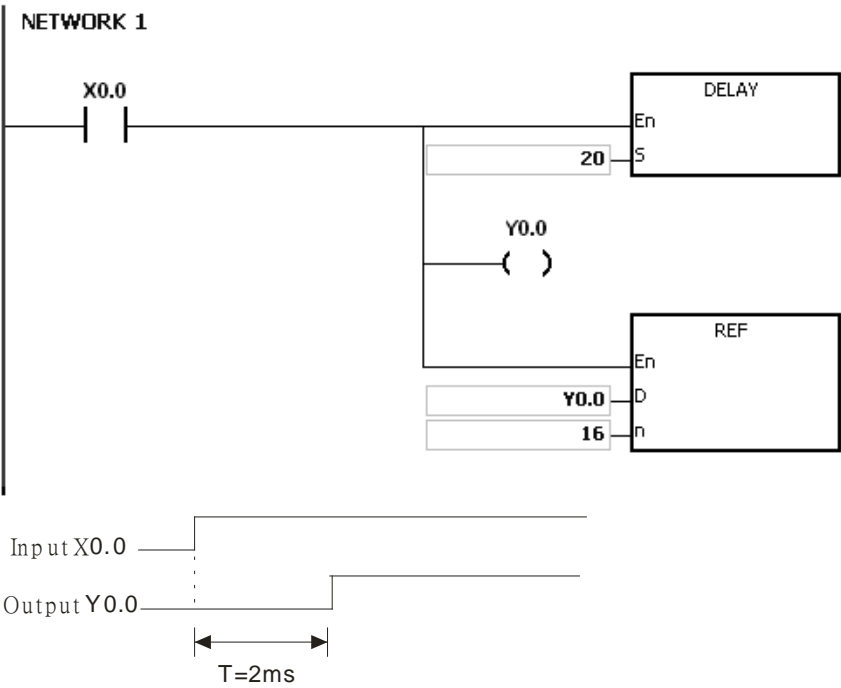 NETWORK 1
X0.0
DELAY
En
20 S
Y0.0
REF
En
Y0.0 D
16 n
Input X0.0
Output Y0.0
T=2ms